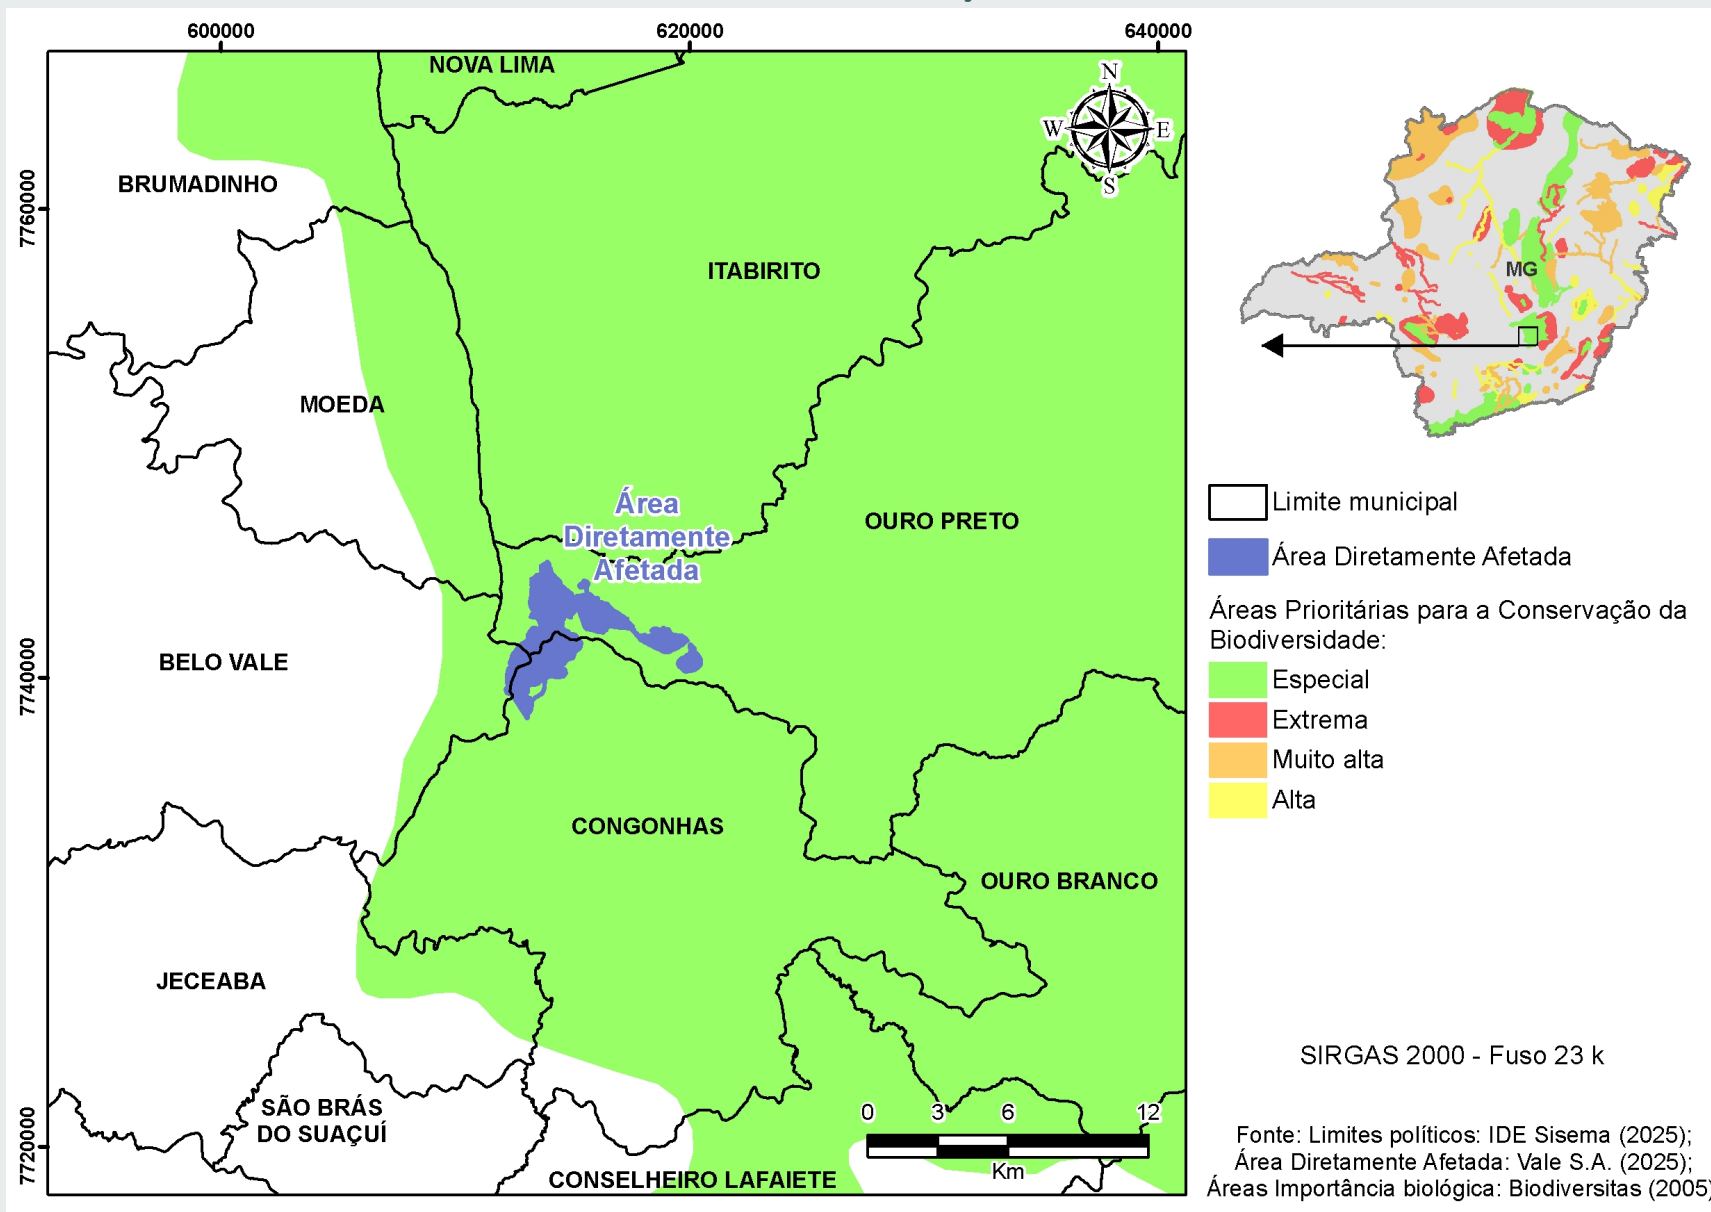 600000
620000
640000
7760000
7740000
7720000
NOVA LIMA
BRUMADINHO
ITABIRITO
MOEDA
Área
Diretamente
Afetada
OURO PRETO
BELO VALE
CONGONHAS
OURO BRANCO
JECEABA
SÃO BRÁS
DO SUAÇUÍ
CONSELHEIRO LAFAIETE
N
W
E
S
0 3 6 12
Km
MG
Limite municipal
Área Diretamente Afetada
Áreas Prioritárias para a Conservação da
Biodiversidade:
Especial
Extrema
Muito alta
Alta
SIRGAS 2000 - Fuso 23 k
Fonte: Limites políticos: IDE Sisema (2025);
Área Diretamente Afetada: Vale S.A. (2025);
Áreas Importância biológica: Biodiversitas (2005)